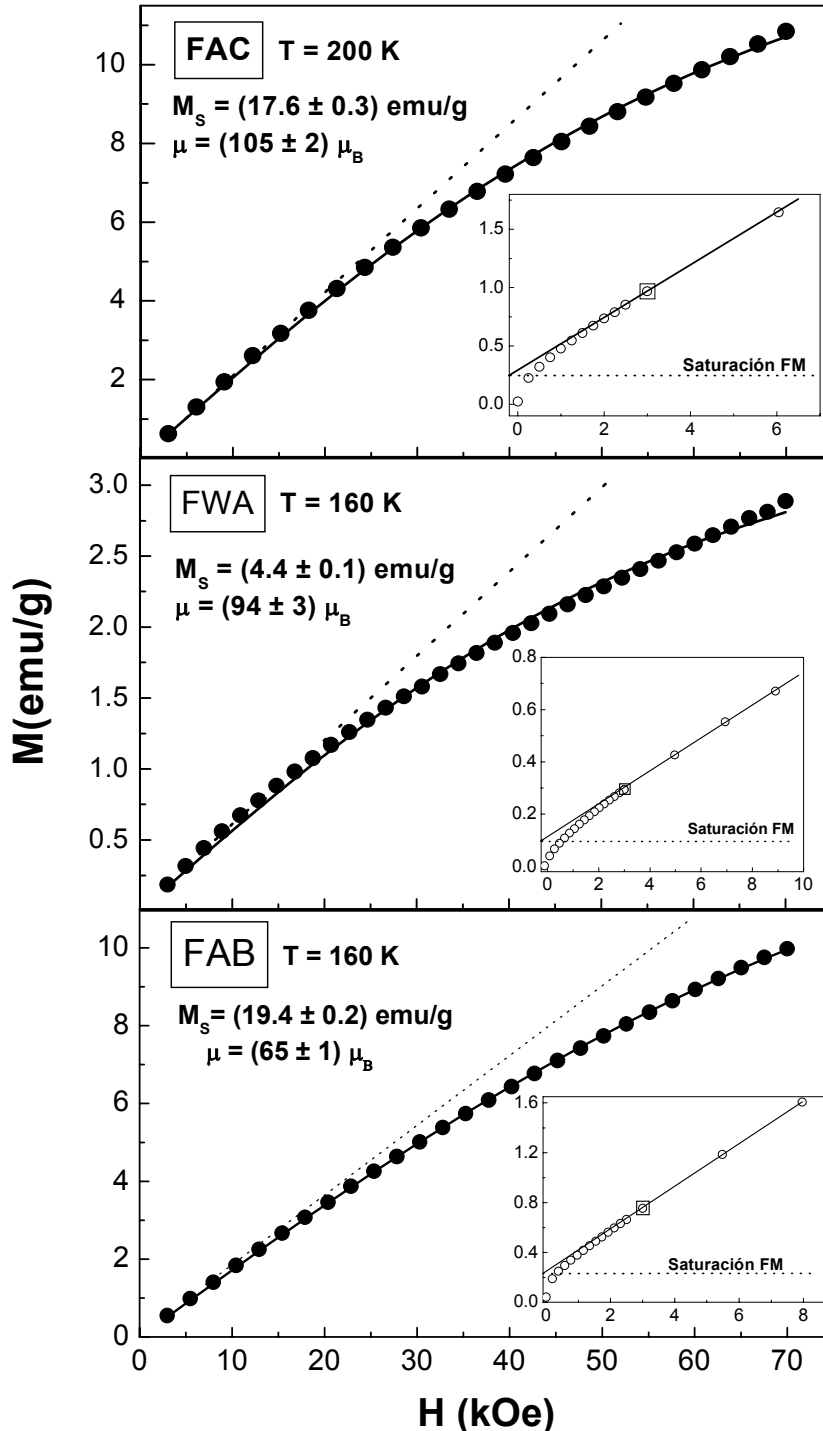 FAC T = 200 K
M_S = (17.6 ± 0.3) emu/g
μ = (105 ± 2) μ_B
10
8
6
4
2
1.5
1.0
0.5
0.0
Saturación FM
0 2 4 6
FWA T = 160 K
M_S = (4.4 ± 0.1) emu/g
μ = (94 ± 3) μ_B
3.0
2.5
2.0
1.5
1.0
0.5
0.8
0.6
0.4
0.2
0.0
Saturación FM
0 2 4 6 8 10
M(emu/g)
FAB T = 160 K
M_S= (19.4 ± 0.2) emu/g
μ = (65 ± 1) μ_B
10
8
6
4
2
0
1.6
1.2
0.8
0.4
0.0
Saturación FM
0 2 4 6 8
0 10 20 30 40 50 60 70
H (kOe)